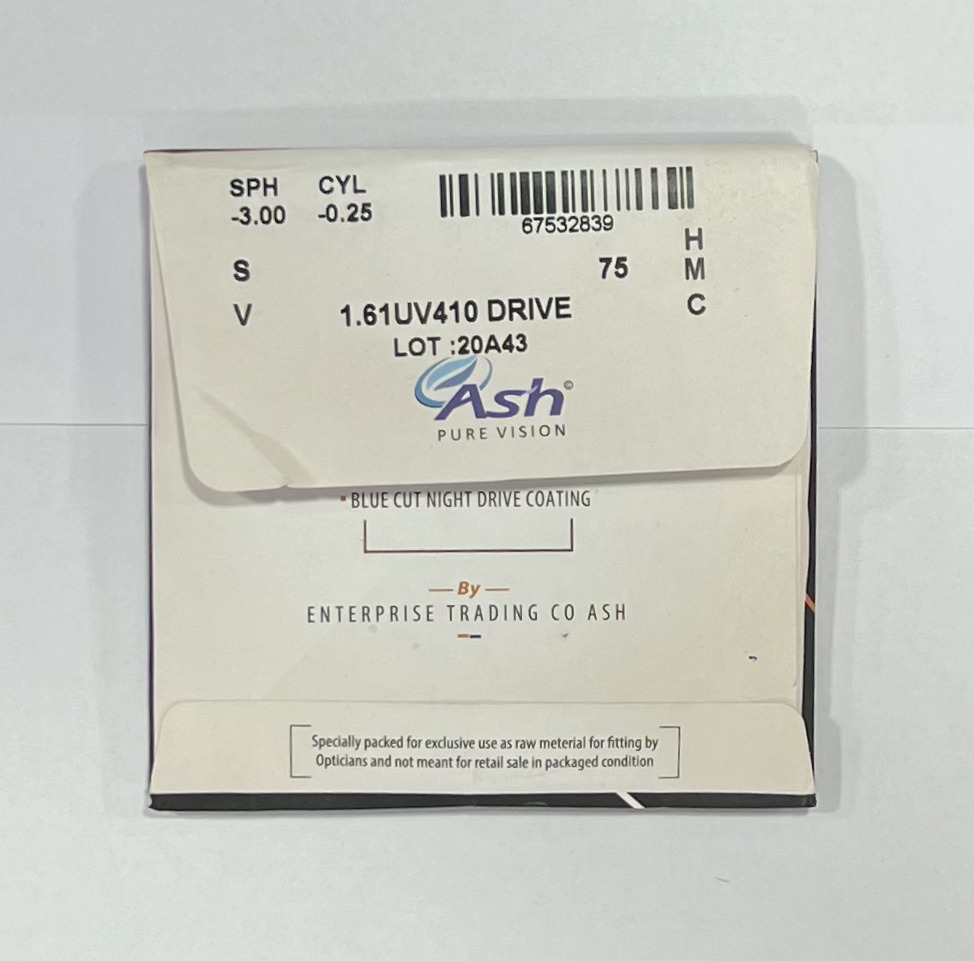 SPH CYL
-3.00 -0.25
67532839
H
S 75 M
V 1.61UV410 DRIVE C
LOT :20A43
Ash©
PURE VISION
BLUE CUT NIGHT DRIVE COATING
By
ENTERPRISE TRADING CO ASH
Specially packed for exclusive use as raw meterial for fitting by
Opticians and not meant for retail sale in packaged condition